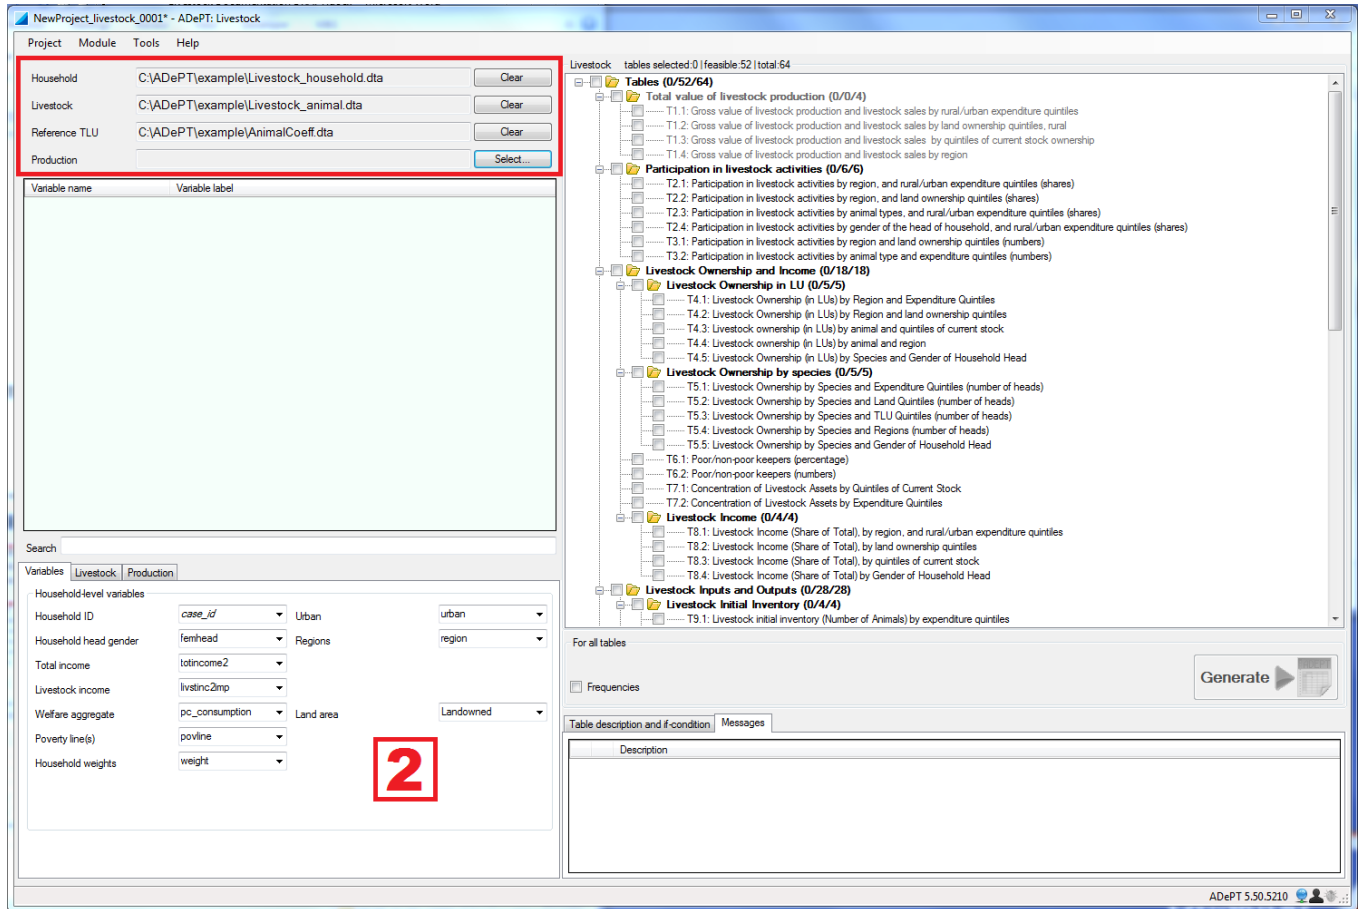 NewProject_livestock_0001* - ADePT: Livestock
Project Module Tools Help
Household C:\ADePT\example\Livestock_household.dta Clear
Livestock C:\ADePT\example\Livestock_animal.dta Clear
Reference TLU C:\ADePT\example\AnimalCoeff.dta Clear
Production Select...
Variable name Variable label
Search
Variables Livestock Production
Household-level variables
Household ID case_id Urban urban
Household head gender femhead Regions region
Total income totincome2
Livestock income livstinc2imp
Welfare aggregate pc_consumption Land area Landowned
Poverty line(s) povline
Household weights weight
2
Livestock tables selected:0 | feasible:52 | total:64
Tables (0/52/64)
Total value of livestock production (0/0/4)
T1.1: Gross value of livestock production and livestock sales by rural/urban expenditure quintiles
T1.2: Gross value of livestock production and livestock sales by land ownership quintiles, rural
T1.3: Gross value of livestock production and livestock sales by quintiles of current stock ownership
T1.4: Gross value of livestock production and livestock sales by region
Participation in livestock activities (0/6/6)
T2.1: Participation in livestock activities by region, and rural/urban expenditure quintiles (shares)
T2.2: Participation in livestock activities by region, and land ownership quintiles (shares)
T2.3: Participation in livestock activities by animal types, and rural/urban expenditure quintiles (shares)
T2.4: Participation in livestock activities by gender of the head of household, and rural/urban expenditure quintiles (shares)
T3.1: Participation in livestock activities by region and land ownership quintiles (numbers)
T3.2: Participation in livestock activities by animal type and expenditure quintiles (numbers)
Livestock Ownership and Income (0/18/18)
Livestock Ownership in LU (0/5/5)
T4.1: Livestock Ownership (in LUs) by Region and Expenditure Quintiles
T4.2: Livestock Ownership (in LUs) by Region and land ownership quintiles
T4.3: Livestock ownership (in LUs) by animal and quintiles of current stock
T4.4: Livestock ownership (in LUs) by animal and region
T4.5: Livestock Ownership (in LUs) by Species and Gender of Household Head
Livestock Ownership by species (0/5/5)
T5.1: Livestock Ownership by Species and Expenditure Quintiles (number of heads)
T5.2: Livestock Ownership by Species and Land Quintiles (number of heads)
T5.3: Livestock Ownership by Species and TLU Quintiles (number of heads)
T5.4: Livestock Ownership by Species and Regions (number of heads)
T5.5: Livestock Ownership by Species and Gender of Household Head
T6.1: Poor/non-poor keepers (percentage)
T6.2: Poor/non-poor keepers (numbers)
T7.1: Concentration of Livestock Assets by Quintiles of Current Stock
T7.2: Concentration of Livestock Assets by Expenditure Quintiles
Livestock Income (0/4/4)
T8.1: Livestock Income (Share of Total), by region, and rural/urban expenditure quintiles
T8.2: Livestock Income (Share of Total), by land ownership quintiles
T8.3: Livestock Income (Share of Total), by quintiles of current stock
T8.4: Livestock Income (Share of Total) by Gender of Household Head
Livestock Inputs and Outputs (0/28/28)
Livestock Initial Inventory (0/4/4)
T9.1: Livestock initial inventory (Number of Animals) by expenditure quintiles
For all tables
Frequencies
Generate
Table description and if-condition Messages
Description
ADePT 5.50.5210